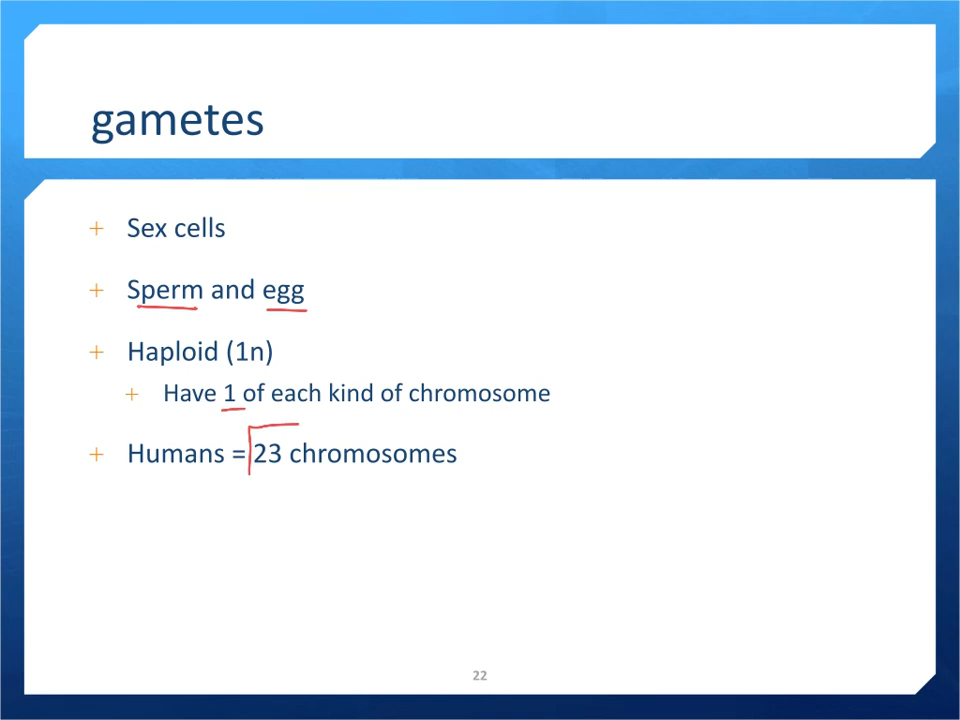 gametes
+ Sex cells
+ Sperm and egg
+ Haploid (1n)
+ Have 1 of each kind of chromosome
+ Humans = 23 chromosomes
22